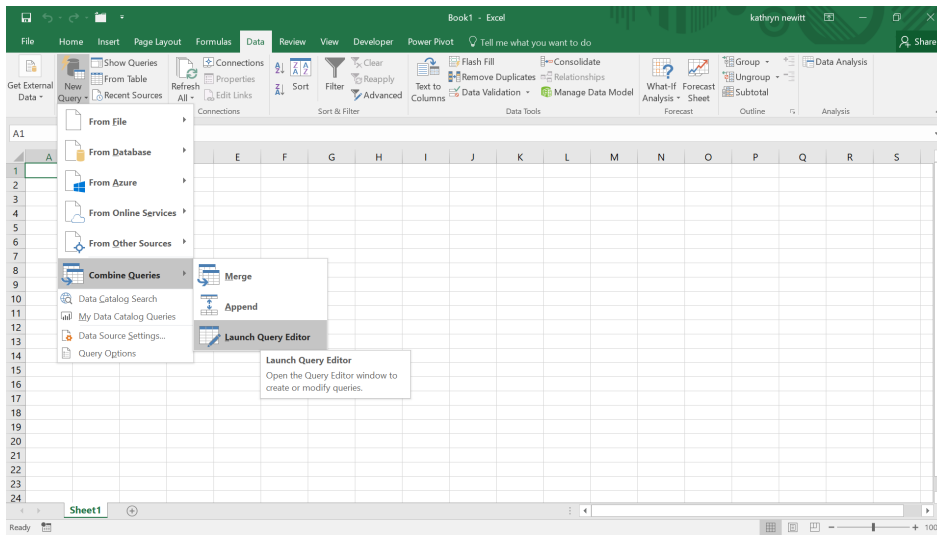 Book1 - Excel
kathryn newitt
File Home Insert Page Layout Formulas Data Review View Developer Power Pivot Tell me what you want to do Share
Get External Data
New Query
Show Queries
From Table
Recent Sources
Refresh All
Connections
Properties
Edit Links
Connections
Sort
Filter
Clear
Reapply
Advanced
Sort & Filter
Text to Columns
Flash Fill
Remove Duplicates
Data Validation
Consolidate
Relationships
Manage Data Model
Data Tools
What-If Analysis
Forecast Sheet
Forecast
Group
Ungroup
Subtotal
Outline
Data Analysis
Analysis
A1
A E F G H I J K L M N O P Q R S
1
2
3
4
5
6
7
8
9
10
11
12
13
14
15
16
17
18
19
20
21
22
23
24
From File
From Database
From Azure
From Online Services
From Other Sources
Combine Queries
Data Catalog Search
My Data Catalog Queries
Data Source Settings...
Query Options
Merge
Append
Launch Query Editor
Launch Query Editor
Open the Query Editor window to
create or modify queries.
Sheet1
Ready
100